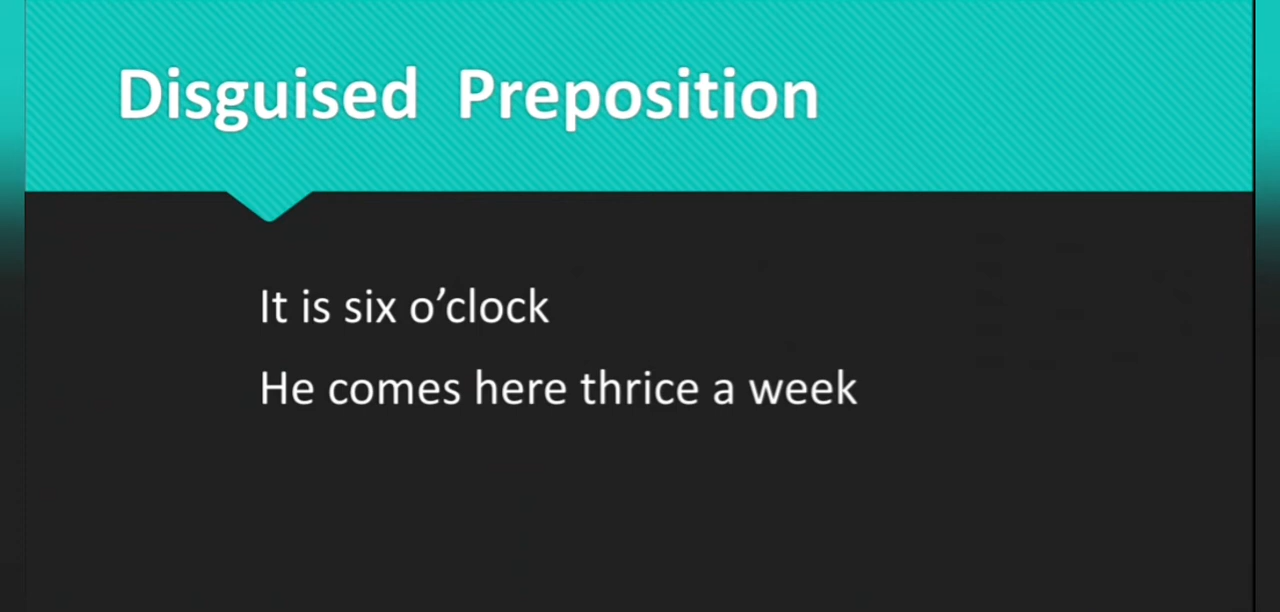 Disguised Preposition
It is six o’clock
He comes here thrice a week